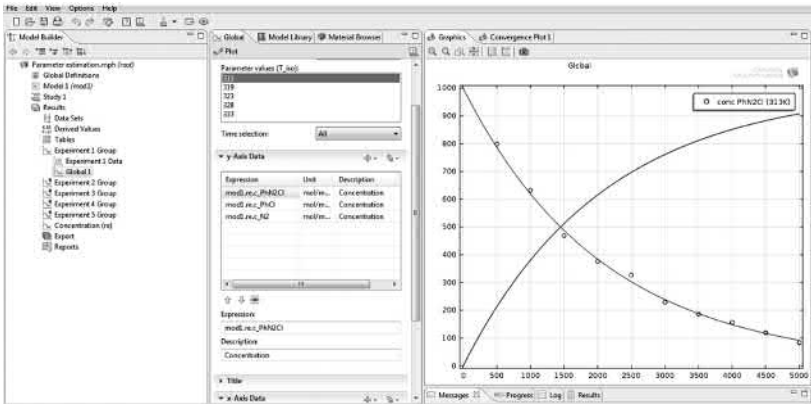 File Edit View Options Help
Model Builder
Parameter estimation.mph (root)
Global Definitions
Model 1 (mod1)
Study 1
Results
Data Sets
Derived Values
Tables
Experiment 1 Group
Experiment 1 Data
Global 1
Experiment 2 Group
Experiment 3 Group
Experiment 4 Group
Experiment 5 Group
Concentration (re)
Export
Reports
Global Model Library Material Browser
Plot
Parameter values (T_iso):
313
319
323
328
333
Time selection: All
y-Axis Data
Expression Unit Description
mod1.re.c_PhN2Cl mol/m... Concentration
mod1.re.c_PhCl mol/m... Concentration
mod1.re.c_N2 mol/m... Concentration
Expression:
mod1.re.c_PhN2Cl
Description:
Concentration
Title
x-Axis Data
Graphics Convergence Plot 1
Global
conc PhN2Cl (313K)
1000
900
800
700
600
500
400
300
200
100
0
0 500 1000 1500 2000 2500 3000 3500 4000 4500 5000
Messages Progress Log Results